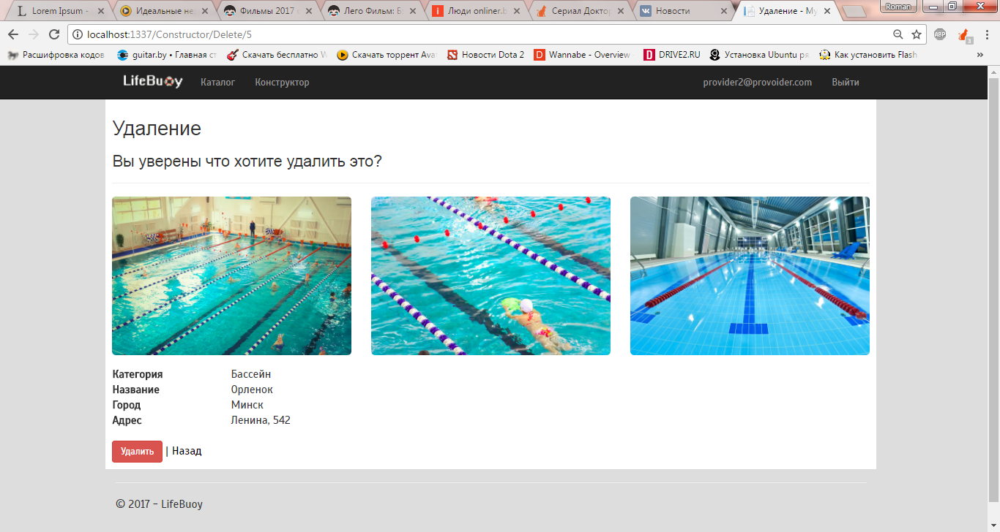 Lorem Ipsum -
Идеальные не
Фильмы 2017
Лего Фильм: Б
Люди onliner.b
Сериал Доктор
Новости
Удаление - My
Roman
localhost:1337/Constructor/Delete/5
ABP
3
Расшифровка кодов
guitar.by • Главная ст
Скачать бесплатно W
Скачать торрент Ava
Новости Dota 2
Wannabe - Overview
DRIVE2.RU
Установка Ubuntu ря
Как установить Flash
»
LifeBuoy
Каталог
Конструктор
provider2@provoider.com
Выйти
Удаление
Вы уверены что хотите удалить это?
Категория Бассейн
Название Орленок
Город Минск
Адрес Ленина, 542
Удалить | Назад
© 2017 - LifeBuoy